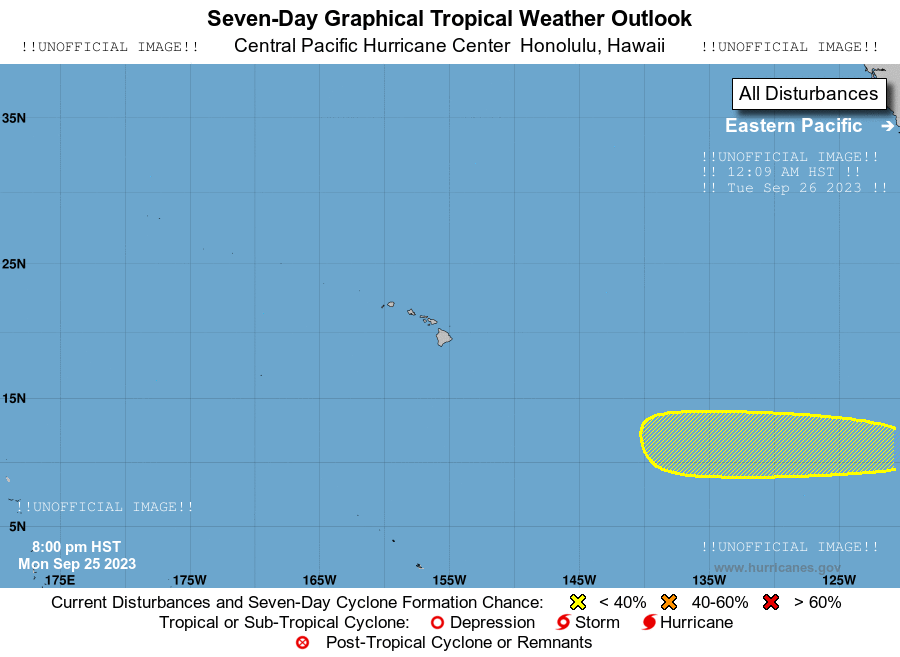 Seven-Day Graphical Tropical Weather Outlook
!!UNOFFICIAL IMAGE!! Central Pacific Hurricane Center Honolulu, Hawaii !!UNOFFICIAL IMAGE!!
All Disturbances
35N
Eastern Pacific →
!!UNOFFICIAL IMAGE!!
!! 12:09 AM HST !!
!! Tue Sep 26 2023 !!
25N
15N
!!UNOFFICIAL IMAGE!!
5N
8:00 pm HST
Mon Sep 25 2023
!!UNOFFICIAL IMAGE!!
www.hurricanes.gov
175E 175W 165W 155W 145W 135W 125W
Current Disturbances and Seven-Day Cyclone Formation Chance: < 40% 40-60% > 60%
Tropical or Sub-Tropical Cyclone: Depression Storm Hurricane
Post-Tropical Cyclone or Remnants